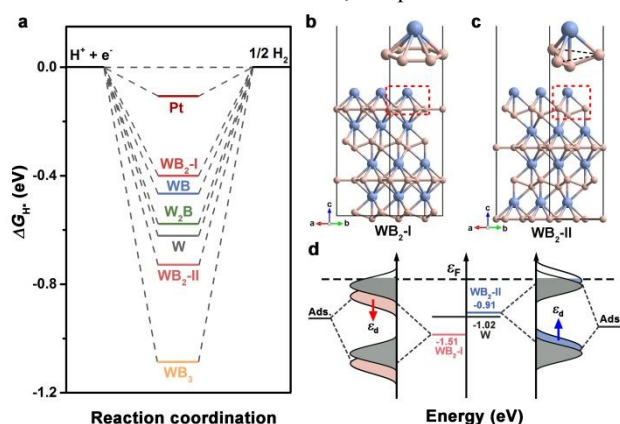 a
H⁺ + e⁻
1/2 H₂
0.0
-0.4
-0.8
-1.2
ΔG_H* (eV)
Pt
WB₂-I
WB
W₂B
W
WB₂-II
WB₃
Reaction coordination
b
c
a
b
WB₂-I
c
c
a
b
WB₂-II
d
ε_F
Ads.
ε_d
WB₂-II
-0.91
-1.02
W
-1.51
WB₂-I
ε_d
Ads.
Energy (eV)